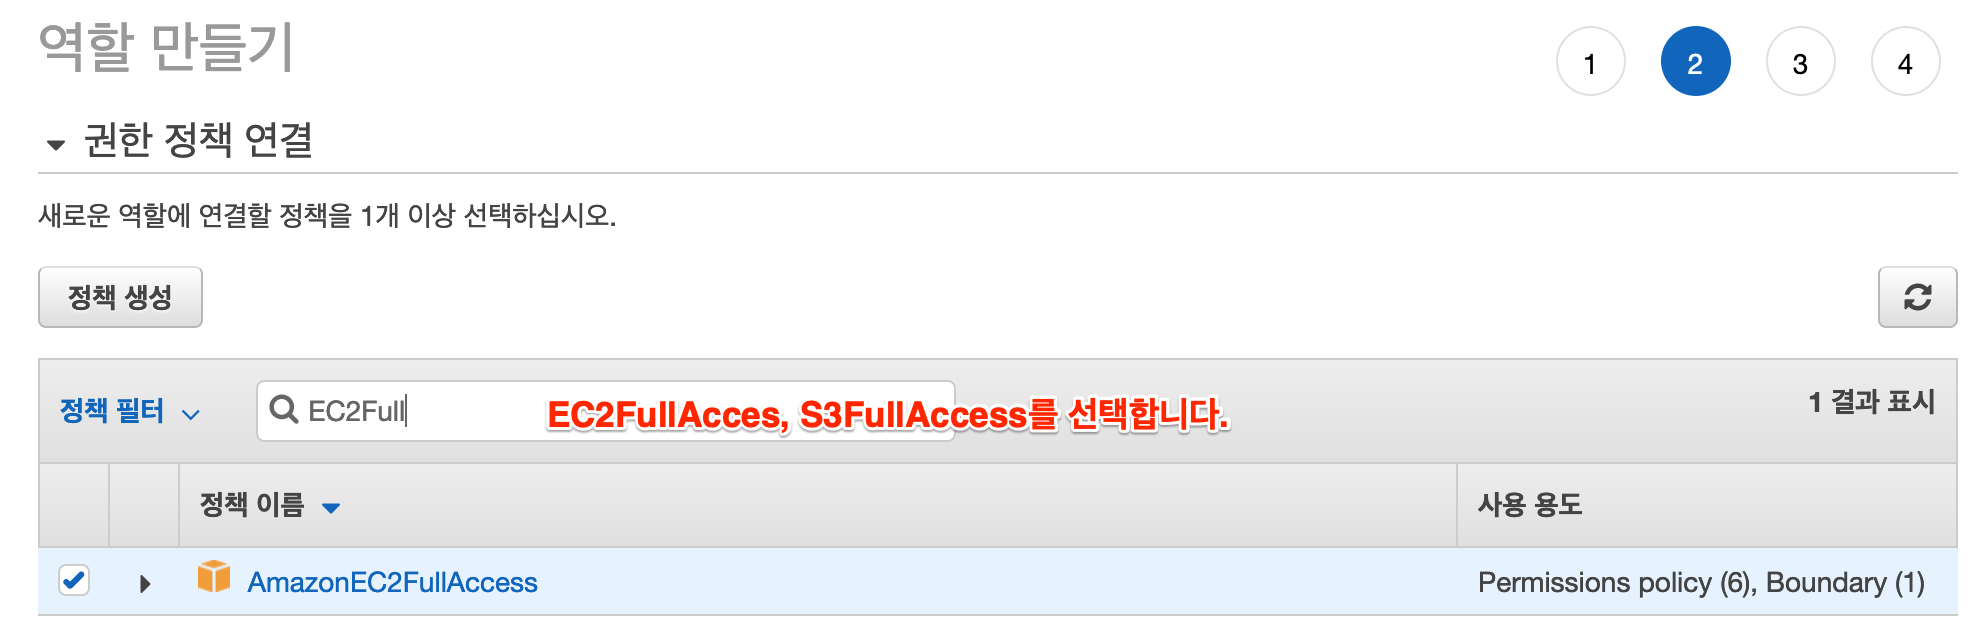 역할 만들기
1 2 3 4
권한 정책 연결
새로운 역할에 연결할 정책을 1개 이상 선택하십시오.
정책 생성
정책 필터 EC2Full EC2FullAcces, S3FullAccess를 선택합니다. 1 결과 표시
정책 이름 사용 용도
AmazonEC2FullAccess Permissions policy (6), Boundary (1)